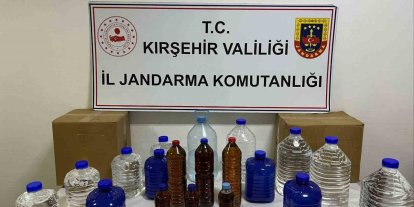 T.C.
KIRŞEHİR VALİLİĞİ
İL JANDARMA KOMUTANLIĞI